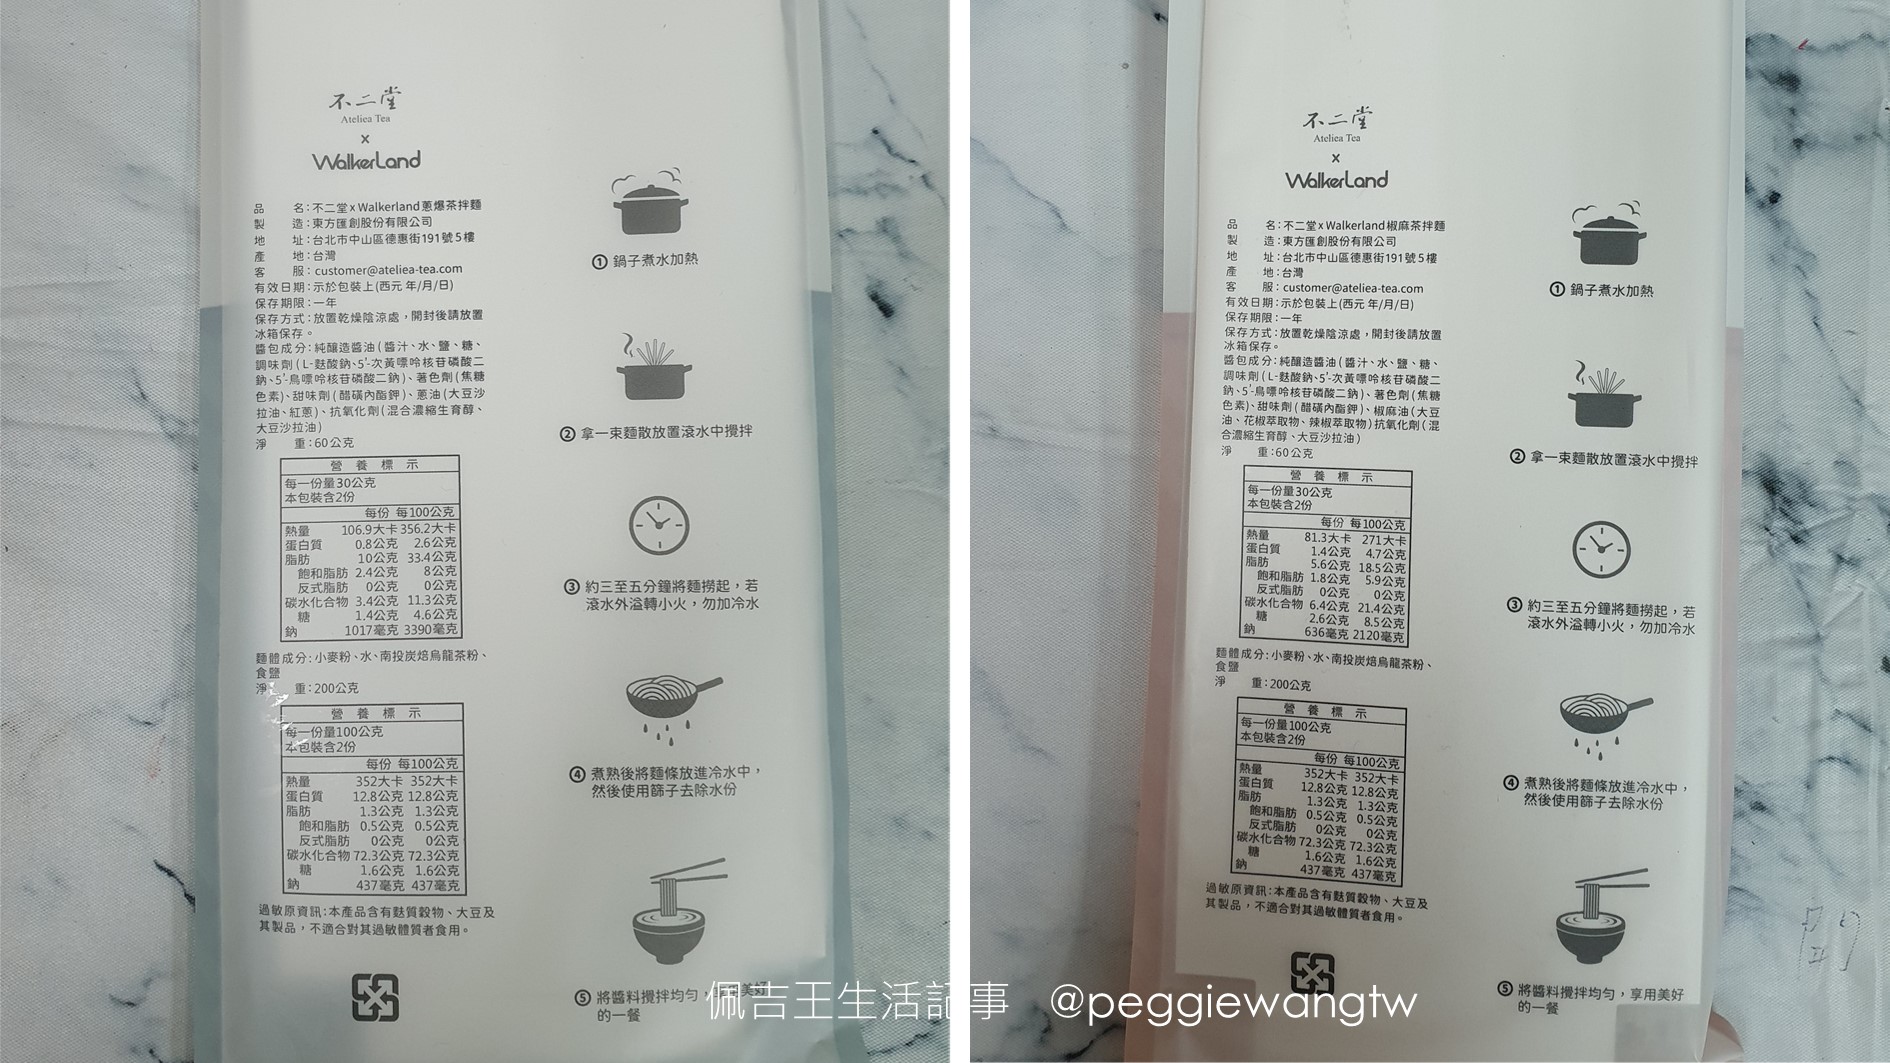 不二堂
Ateliea Tea
x
WalkerLand
品　　名：不二堂 x Walkerland 蔥爆茶拌麵
製　　造：東方匯創股份有限公司
地　　址：台北市中山區德惠街191號5樓
產　　地：台灣
客　　服：customer@ateliea-tea.com
有效日期：示於包裝上(西元 年/月/日)
保存期限：一年
保存方式：放置乾燥陰涼處，開封後請放置
冰箱保存。
醬包成分：純釀造醬油(醬汁、水、鹽、糖、
調味劑(L-麩酸鈉、5'-次黃嘌呤核苷磷酸二
鈉、5'-鳥嘌呤核苷磷酸二鈉)、著色劑(焦糖
色素)、甜味劑(醋磺內酯鉀)、蔥油(大豆沙
拉油、紅蔥)、抗氧化劑(混合濃縮生育醇、
大豆沙拉油)
淨　　重：60公克
營養標示
每一份量30公克
本包裝含2份
每份 每100公克
熱量 106.9大卡 356.2大卡
蛋白質 0.8公克 2.6公克
脂肪 10公克 33.4公克
飽和脂肪 2.4公克 8公克
反式脂肪 0公克 0公克
碳水化合物 3.4公克 11.3公克
糖 1.4公克 4.6公克
鈉 1017毫克 3390毫克
麵體成分：小麥粉、水、南投炭焙烏龍茶粉、
食鹽
淨　　重：200公克
營養標示
每一份量100公克
本包裝含2份
每份 每100公克
熱量 352大卡 352大卡
蛋白質 12.8公克 12.8公克
脂肪 1.3公克 1.3公克
飽和脂肪 0.5公克 0.5公克
反式脂肪 0公克 0公克
碳水化合物 72.3公克 72.3公克
糖 1.6公克 1.6公克
鈉 437毫克 437毫克
過敏原資訊：本產品含有麩質穀物、大豆及
其製品，不適合對其過敏體質者食用。
① 鍋子煮水加熱
② 拿一束麵散放置滾水中攪拌
③ 約三至五分鐘將麵撈起，若
滾水外溢轉小火，勿加冷水
④ 煮熟後將麵條放進冷水中，
然後使用篩子去除水份
⑤ 將醬料攪拌均勻，享用美好
的一餐
不二堂
Ateliea Tea
x
WalkerLand
品　　名：不二堂 x Walkerland 椒麻茶拌麵
製　　造：東方匯創股份有限公司
地　　址：台北市中山區德惠街191號5樓
產　　地：台灣
客　　服：customer@ateliea-tea.com
有效日期：示於包裝上(西元 年/月/日)
保存期限：一年
保存方式：放置乾燥陰涼處，開封後請放置
冰箱保存。
醬包成分：純釀造醬油(醬汁、水、鹽、糖、
調味劑(L-麩酸鈉、5'-次黃嘌呤核苷磷酸二
鈉、5'-鳥嘌呤核苷磷酸二鈉)、著色劑(焦糖
色素)、甜味劑(醋磺內酯鉀)、椒麻油(大豆
油、花椒萃取物、辣椒萃取物)抗氧化劑(混
合濃縮生育醇、大豆沙拉油)
淨　　重：60公克
營養標示
每一份量30公克
本包裝含2份
每份 每100公克
熱量 81.3大卡 271大卡
蛋白質 1.4公克 4.7公克
脂肪 5.6公克 18.5公克
飽和脂肪 1.8公克 5.9公克
反式脂肪 0公克 0公克
碳水化合物 6.4公克 21.4公克
糖 2.6公克 8.5公克
鈉 636毫克 2120毫克
麵體成分：小麥粉、水、南投炭焙烏龍茶粉、
食鹽
淨　　重：200公克
營養標示
每一份量100公克
本包裝含2份
每份 每100公克
熱量 352大卡 352大卡
蛋白質 12.8公克 12.8公克
脂肪 1.3公克 1.3公克
飽和脂肪 0.5公克 0.5公克
反式脂肪 0公克 0公克
碳水化合物 72.3公克 72.3公克
糖 1.6公克 1.6公克
鈉 437毫克 437毫克
過敏原資訊：本產品含有麩質穀物、大豆及
其製品，不適合對其過敏體質者食用。
① 鍋子煮水加熱
② 拿一束麵散放置滾水中攪拌
③ 約三至五分鐘將麵撈起，若
滾水外溢轉小火，勿加冷水
④ 煮熟後將麵條放進冷水中，
然後使用篩子去除水份
⑤ 將醬料攪拌均勻，享用美好
的一餐
佩吉王生活記事 @peggiewangtw